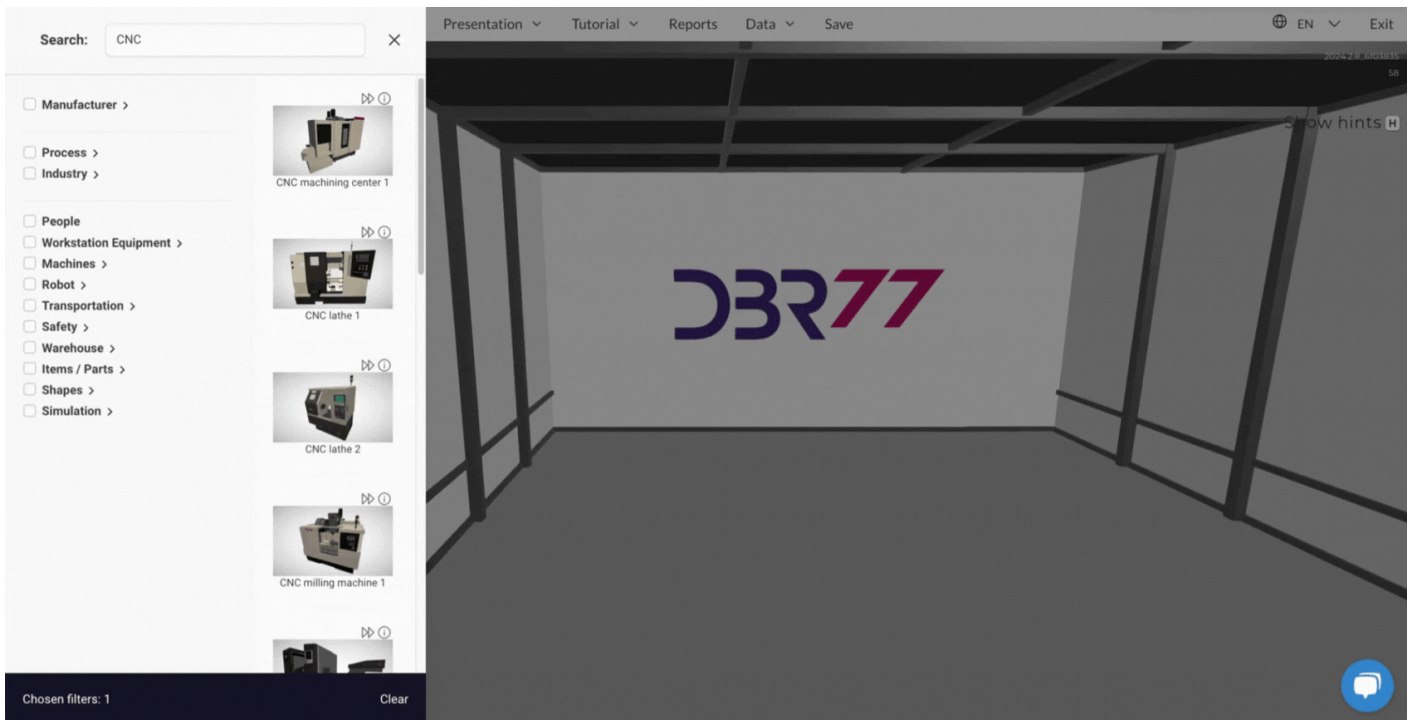 Search:
CNC
Manufacturer
Process
Industry
People
Workstation Equipment
Machines
Robot
Transportation
Safety
Warehouse
Items / Parts
Shapes
Simulation
CNC machining center 1
CNC lathe 1
CNC lathe 2
CNC milling machine 1
Chosen filters: 1
Clear
Presentation
Tutorial
Reports
Data
Save
EN
Exit
SB
Show hints H
DBR77